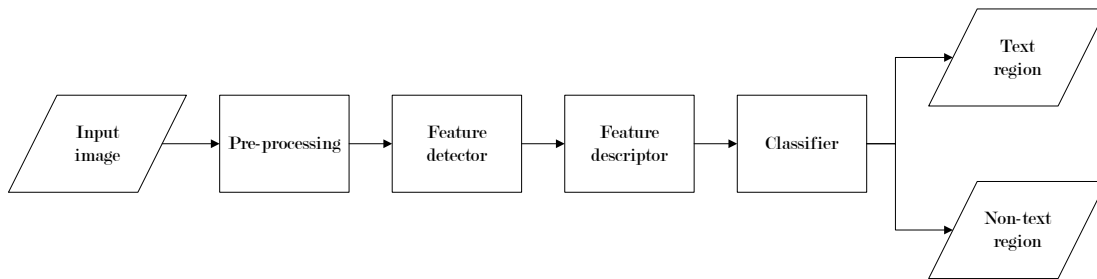 Input
image
Pre-processing
Feature
detector
Feature
descriptor
Classifier
Text
region
Non-text
region